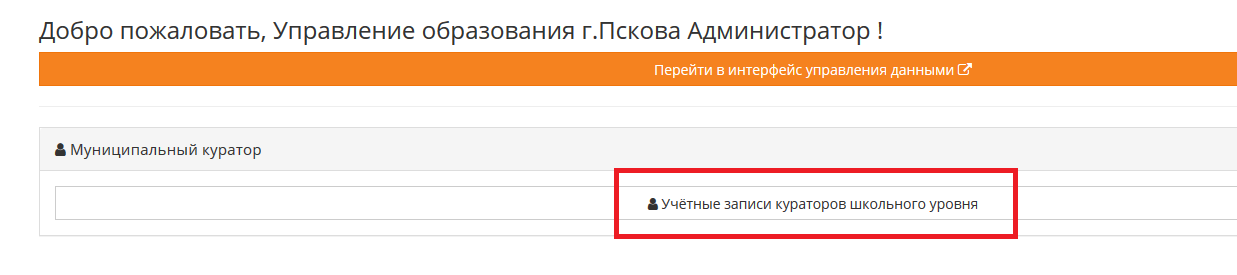 Добро пожаловать, Управление образования г.Пскова Администратор !
Перейти в интерфейс управления данными
Муниципальный куратор
Учётные записи кураторов школьного уровня